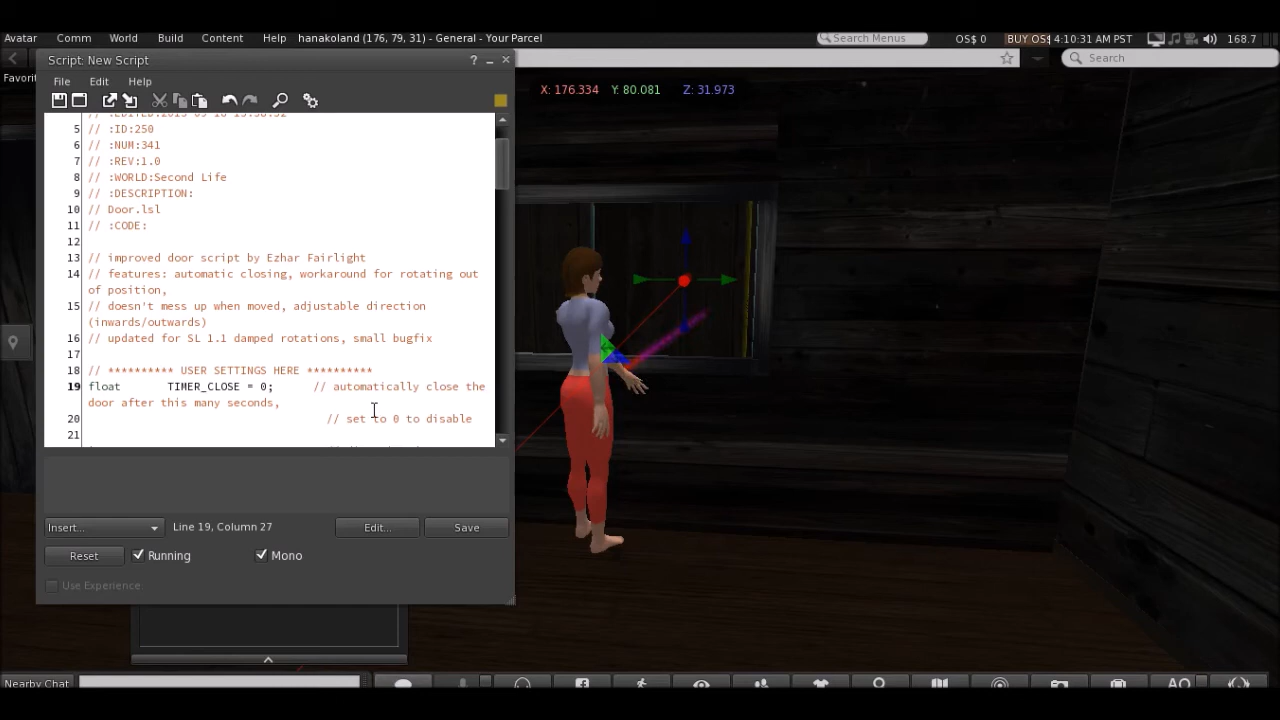 Avatar Comm World Build Content Help hanakoland (176, 79, 31) - General - Your Parcel Search Menus OS$ 0 BUY OS$ 4:10:31 AM PST 168.7
Script: New Script ? _ ×
Search
Favori
File Edit Help
X: 176.334 Y: 80.081 Z: 31.973
5 // :ID:250
6 // :NUM:341
7 // :REV:1.0
8 // :WORLD:Second Life
9 // :DESCRIPTION:
10 // Door.lsl
11 // :CODE:
12
13 // improved door script by Ezhar Fairlight
14 // features: automatic closing, workaround for rotating out
of position,
15 // doesn't mess up when moved, adjustable direction
(inwards/outwards)
16 // updated for SL 1.1 damped rotations, small bugfix
17
18 // ********** USER SETTINGS HERE **********
19 float TIMER_CLOSE = 0; // automatically close the
door after this many seconds,
20 // set to 0 to disable
21
Insert... Line 19, Column 27 Edit... Save
Reset Running Mono
Use Experience
Nearby Chat AO